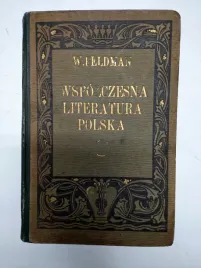 W. FELDMAN
WSPÓŁCZESNA
LITERATURA
POLSKA